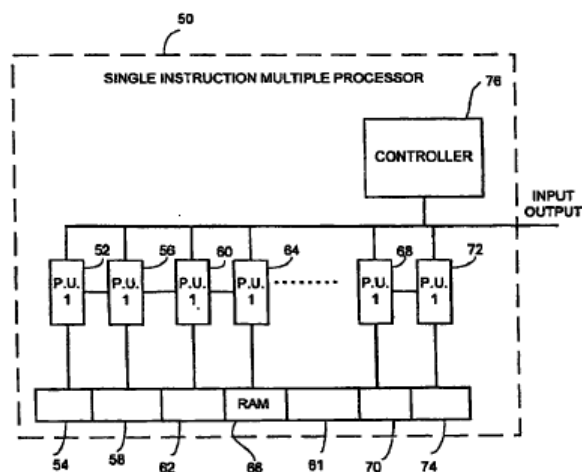 50
SINGLE INSTRUCTION MULTIPLE PROCESSOR
76
CONTROLLER
INPUT
OUTPUT
52
56
60
64
68
72
P.U.
1
P.U.
1
P.U.
1.
P.U.
1
P.U.
1
P.U.
1
RAM
54
58
62
66
61
70
74